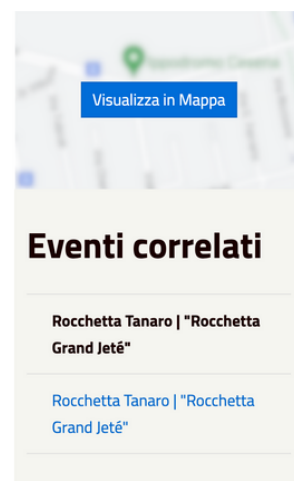 Visualizza in Mappa
Eventi correlati
Rocchetta Tanaro | "Rocchetta
Grand Jeté"
Rocchetta Tanaro | "Rocchetta
Grand Jeté"